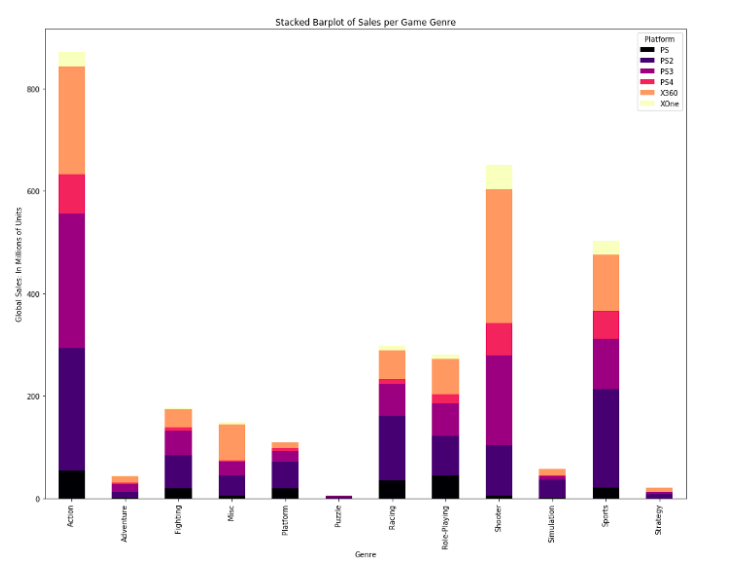 Stacked Barplot of Sales per Game Genre
Platform
PS
PS2
PS3
PS4
X360
XOne
Global Sales: In Millions of Units
800
600
400
200
0
Action
Adventure
Fighting
Misc
Platform
Puzzle
Racing
Role-Playing
Shooter
Simulation
Sports
Strategy
Genre